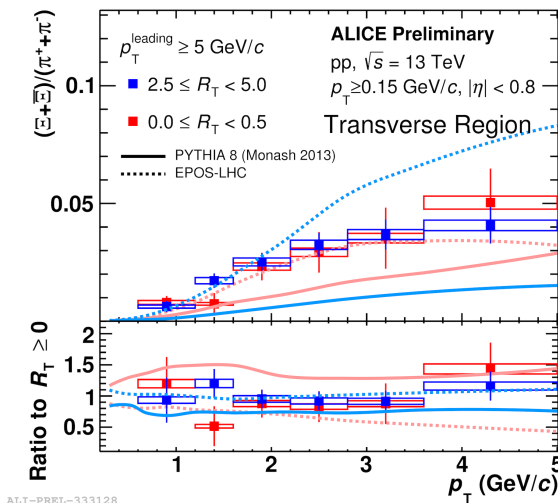 (Ξ+Ξ̅)/(π⁺+π⁻)
0.1
0.05
p_T^leading ≥ 5 GeV/c
2.5 ≤ R_T < 5.0
0.0 ≤ R_T < 0.5
PYTHIA 8 (Monash 2013)
EPOS-LHC
ALICE Preliminary
pp, √s = 13 TeV
p_T≥0.15 GeV/c, |η| < 0.8
Transverse Region
Ratio to R_T ≥ 0
2
1.5
1
0.5
1 2 3 4 5
p_T (GeV/c)
ALI-PREL-333128